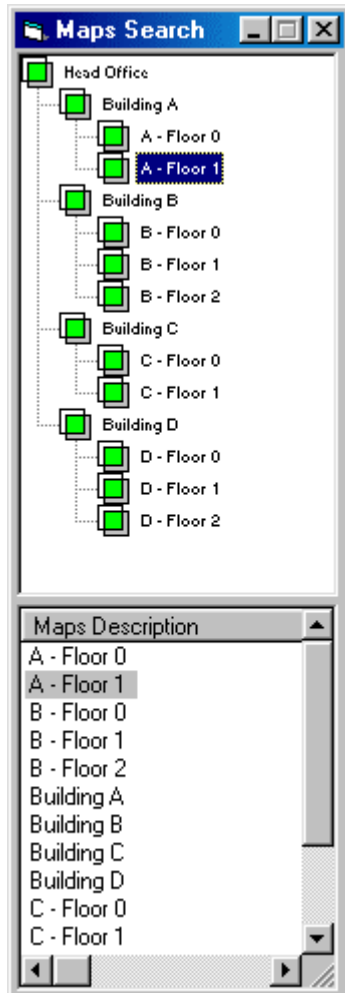 Maps Search
Head Office
Building A
A - Floor 0
A - Floor 1
Building B
B - Floor 0
B - Floor 1
B - Floor 2
Building C
C - Floor 0
C - Floor 1
Building D
D - Floor 0
D - Floor 1
D - Floor 2
Maps Description
A - Floor 0
A - Floor 1
B - Floor 0
B - Floor 1
B - Floor 2
Building A
Building B
Building C
Building D
C - Floor 0
C - Floor 1